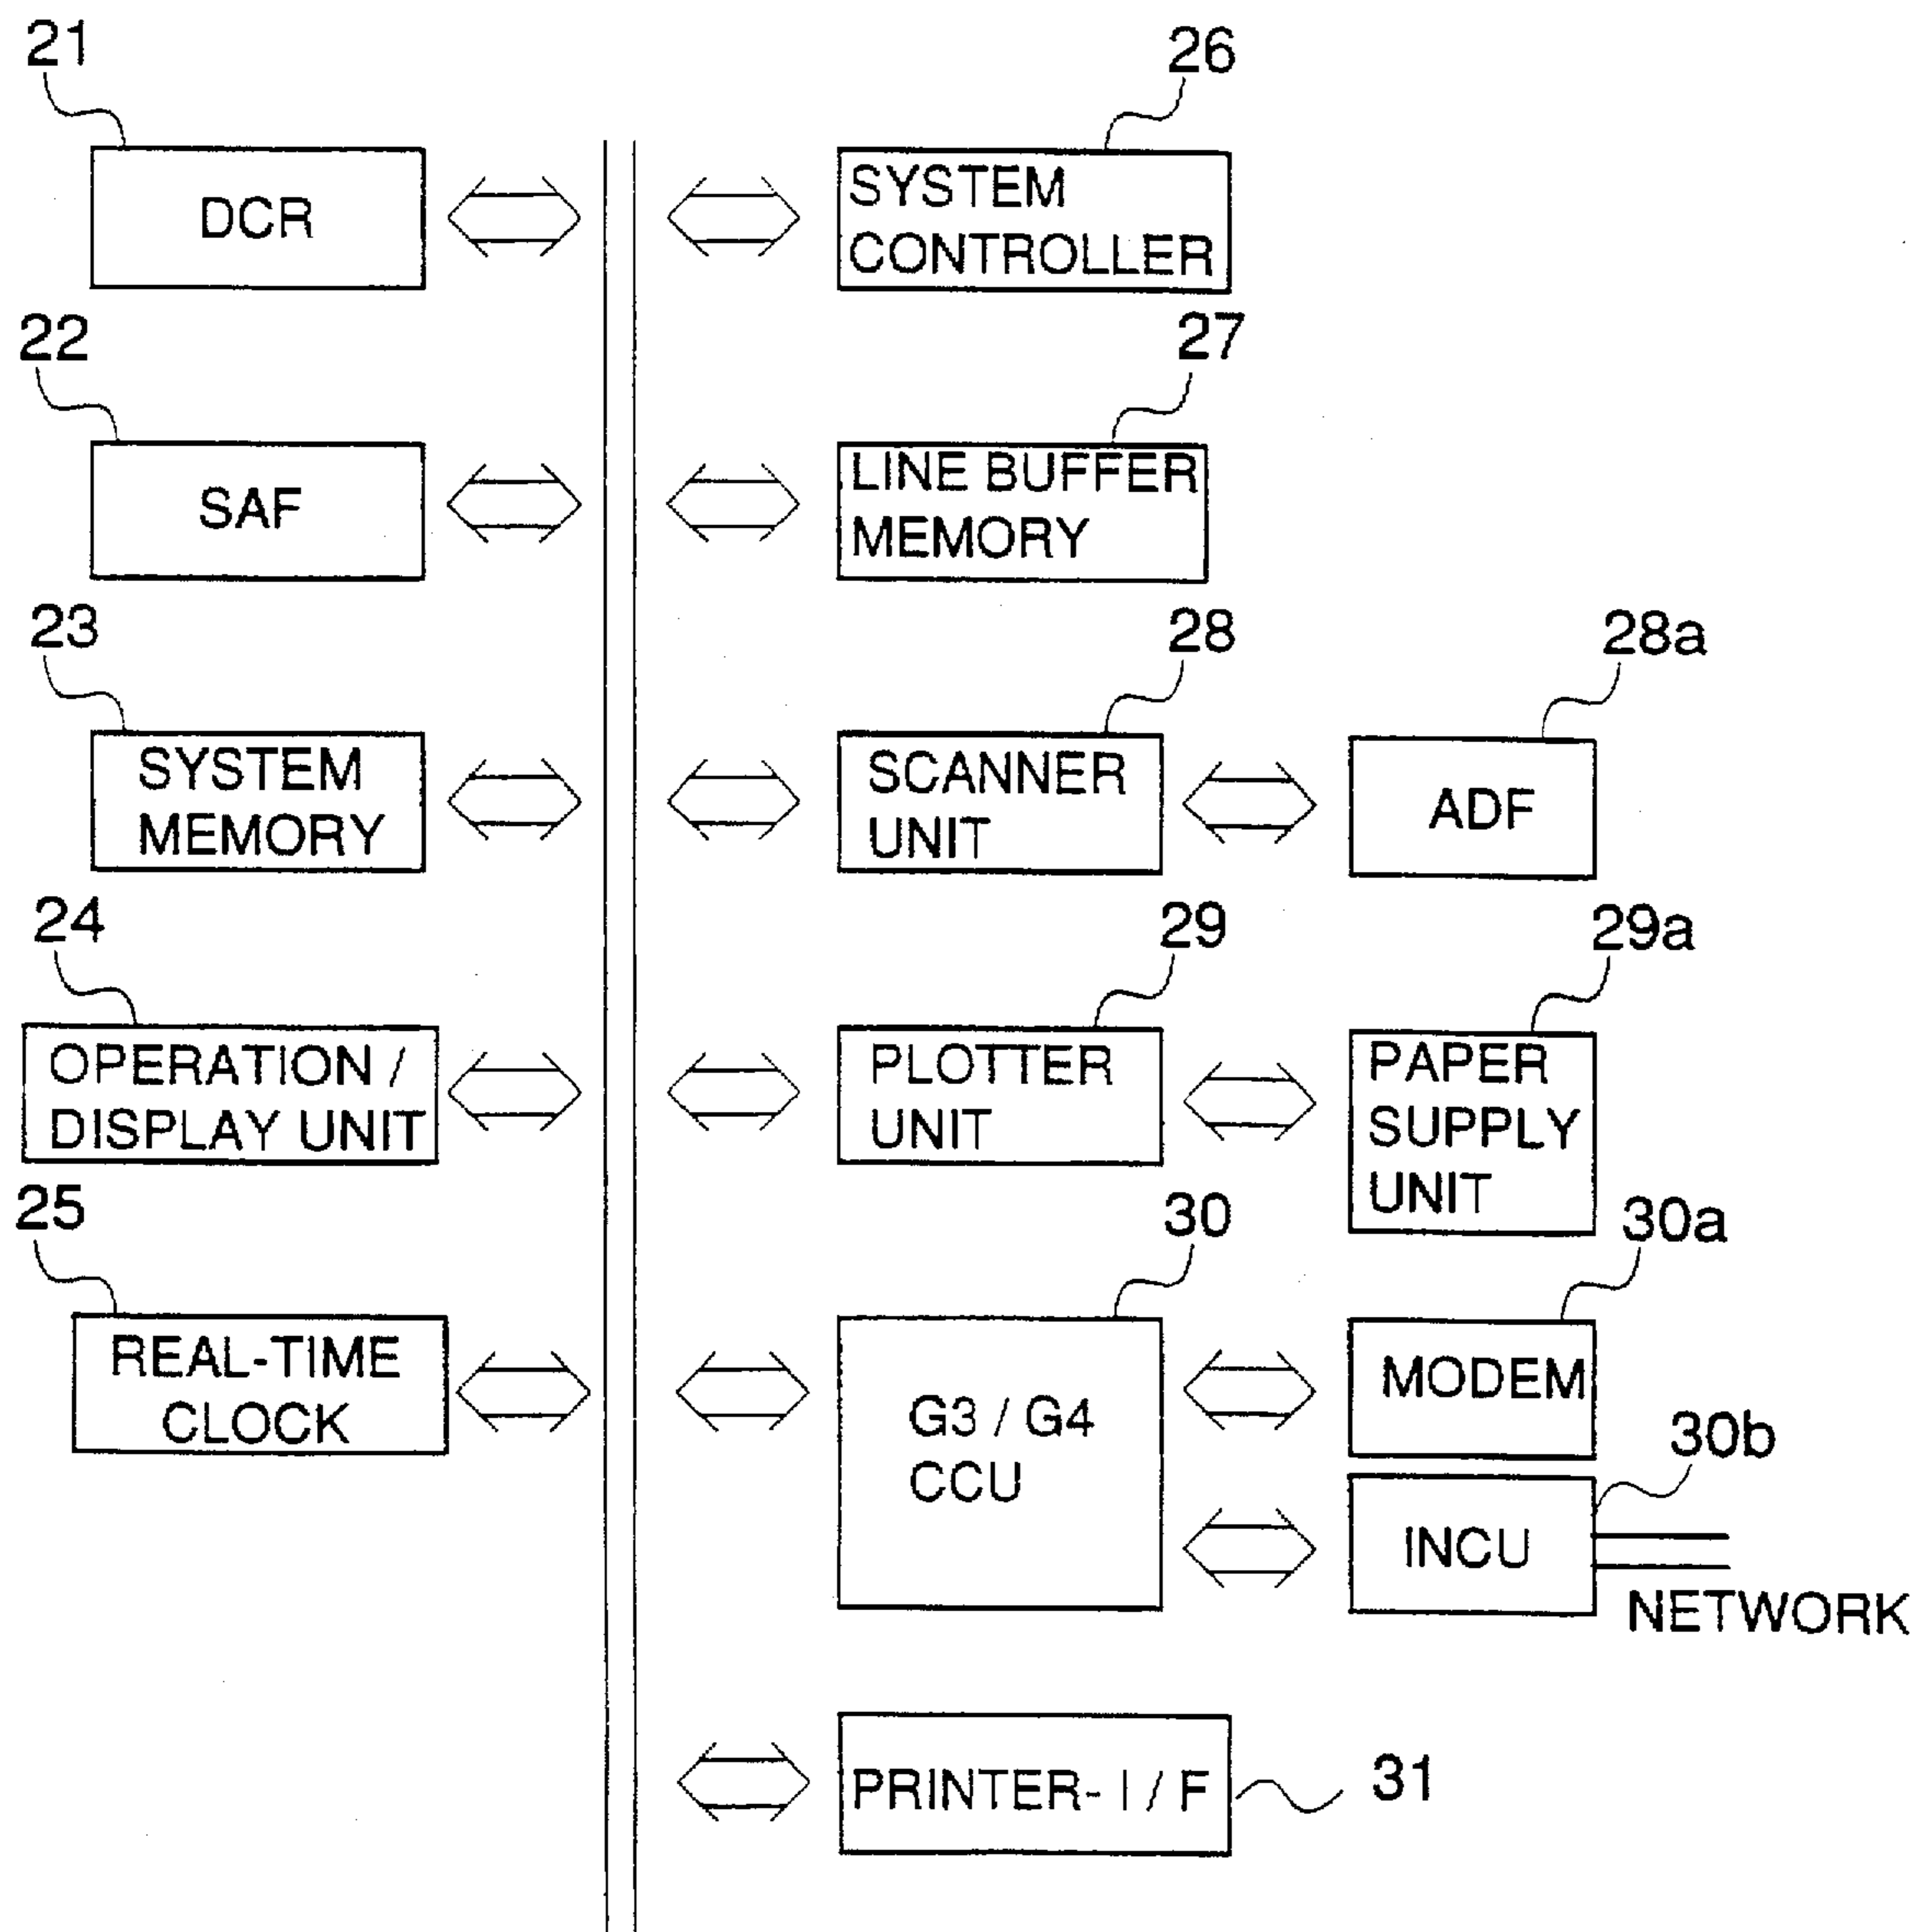 21
DCR
26
SYSTEM
CONTROLLER
22
SAF
27
LINE BUFFER
MEMORY
23
SYSTEM
MEMORY
28
SCANNER
UNIT
28a
ADF
24
OPERATION /
DISPLAY UNIT
29
PLOTTER
UNIT
29a
PAPER
SUPPLY
UNIT
25
REAL-TIME
CLOCK
30
G3 / G4
CCU
30a
MODEM
30b
INCU
NETWORK
PRINTER- I / F
31